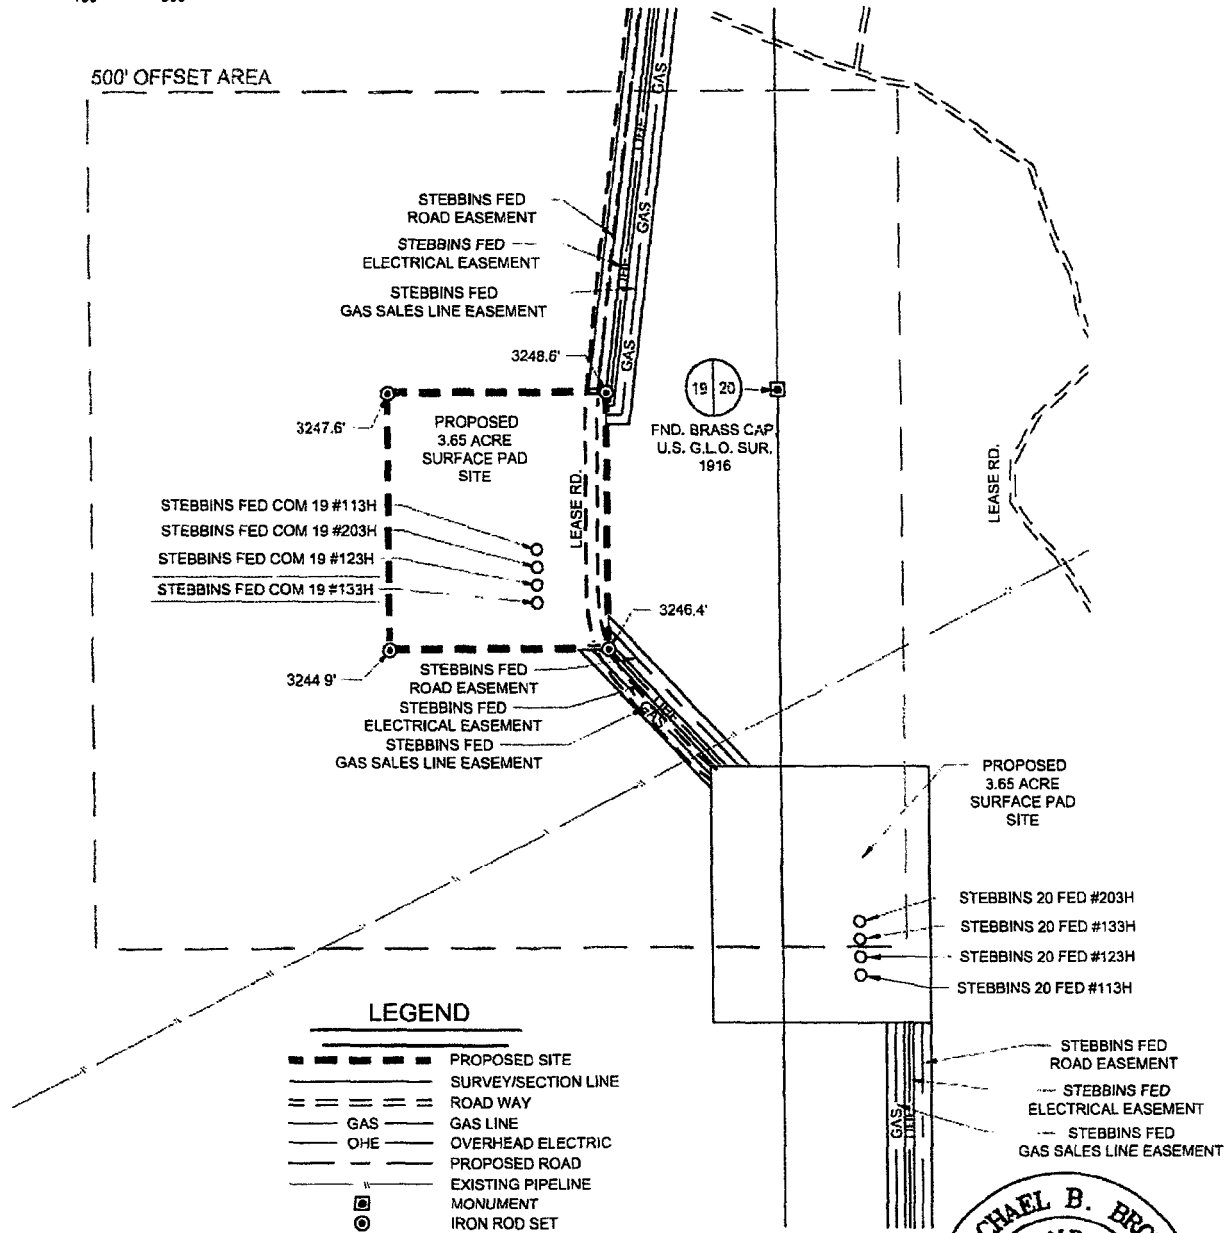 500' OFFSET AREA
GAS
OHE
GAS
OHE
GAS
STEBBINS FED
ROAD EASEMENT
STEBBINS FED
ELECTRICAL EASEMENT
STEBBINS FED
GAS SALES LINE EASEMENT
3248.6'
19 20
FND. BRASS CAP
U.S. G.L.O. SUR.
1916
3247.6'
PROPOSED
3.65 ACRE
SURFACE PAD
SITE
LEASE RD.
LEASE RD.
STEBBINS FED COM 19 #113H
STEBBINS FED COM 19 #203H
STEBBINS FED COM 19 #123H
STEBBINS FED COM 19 #133H
3246.4'
3244 9'
STEBBINS FED
ROAD EASEMENT
STEBBINS FED
ELECTRICAL EASEMENT
STEBBINS FED
GAS SALES LINE EASEMENT
OHE
GAS
PROPOSED
3.65 ACRE
SURFACE PAD
SITE
STEBBINS 20 FED #203H
STEBBINS 20 FED #133H
STEBBINS 20 FED #123H
STEBBINS 20 FED #113H
LEGEND
PROPOSED SITE
SURVEY/SECTION LINE
ROAD WAY
GAS GAS LINE
OHE OVERHEAD ELECTRIC
PROPOSED ROAD
EXISTING PIPELINE
MONUMENT
IRON ROD SET
STEBBINS FED
ROAD EASEMENT
STEBBINS FED
ELECTRICAL EASEMENT
STEBBINS FED
GAS SALES LINE EASEMENT
GAS
OHE
CHAEL B. BRO